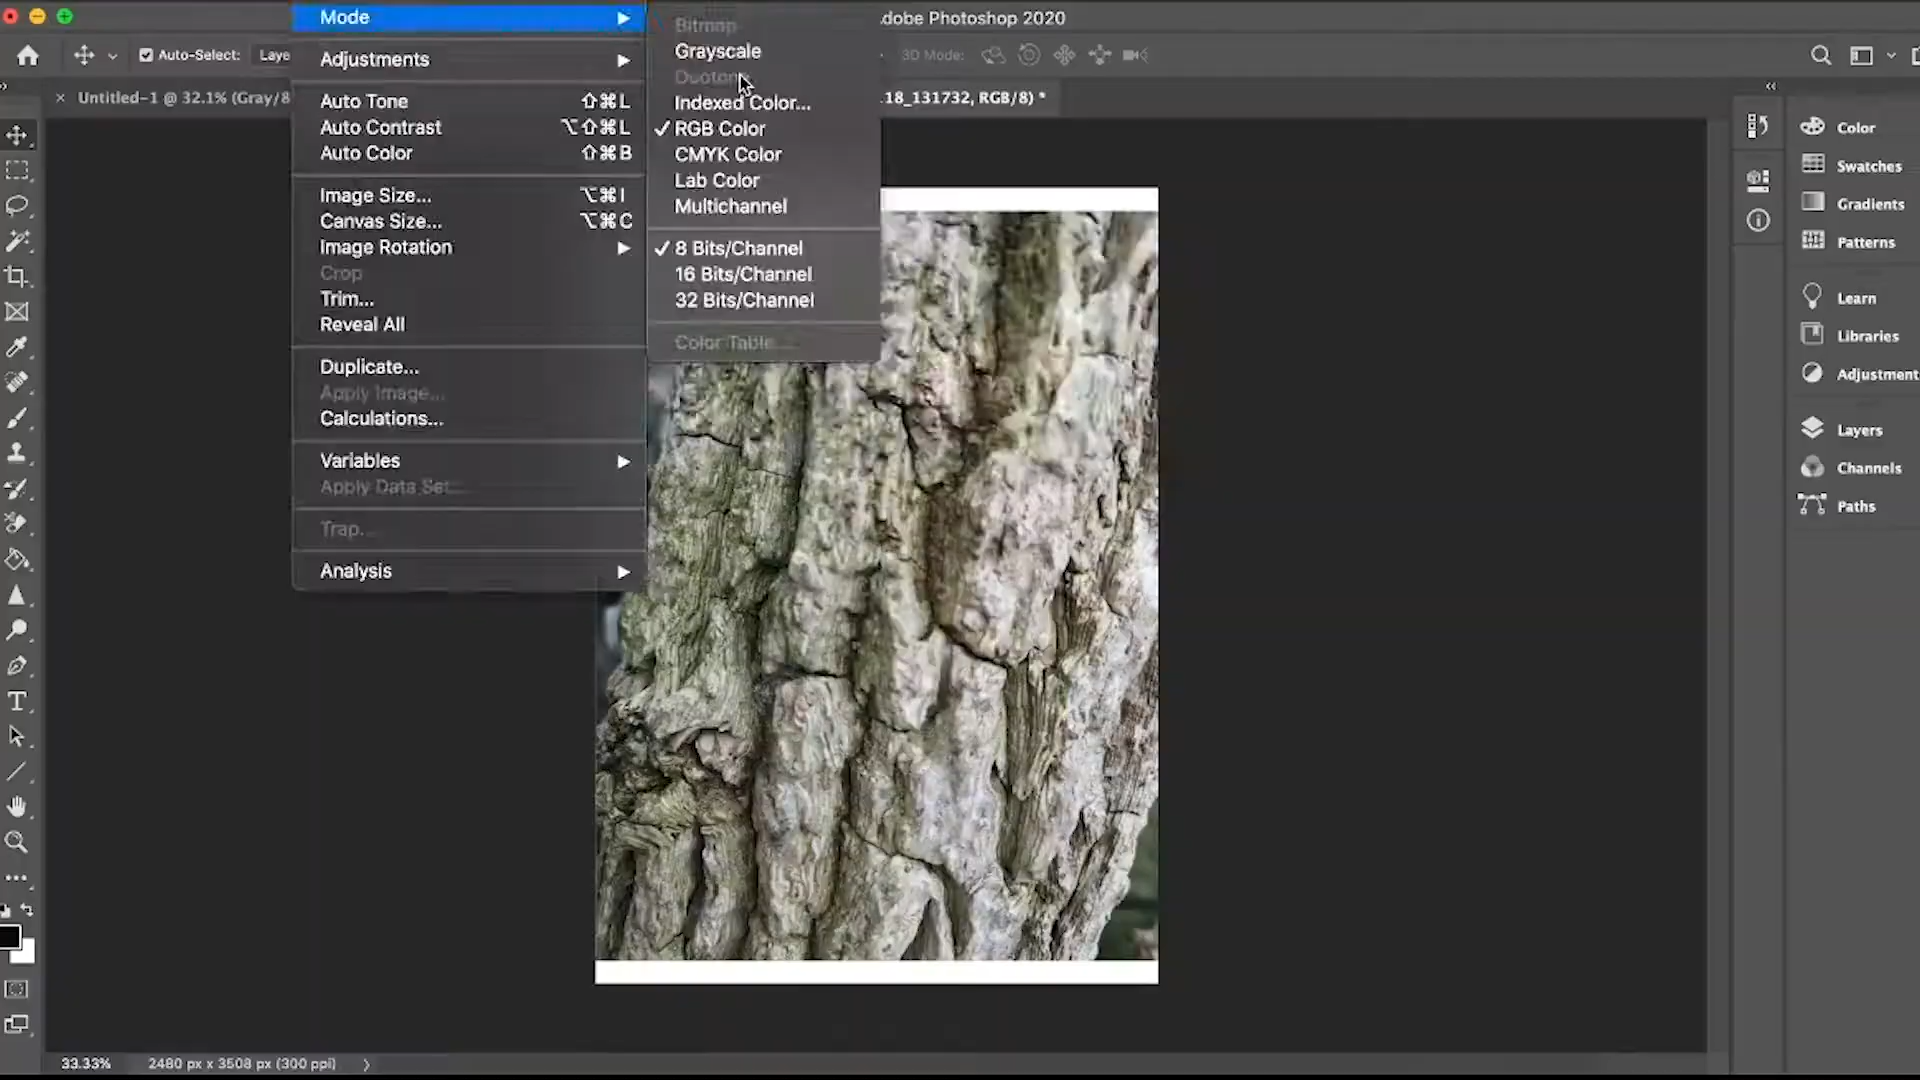 Mode
Bitmap
.dobe Photoshop 2020
Auto-Select:
Laye
Adjustments
Grayscale
3D Mode:
Untitled-1 @ 32.1% (Gray/8
Auto Tone ⇧⌘L
Auto Contrast ⌥⇧⌘L
Auto Color ⇧⌘B
Image Size... ⌥⌘I
Canvas Size... ⌥⌘C
Image Rotation
Crop
Trim...
Reveal All
Duplicate...
Apply Image...
Calculations...
Variables
Apply Data Set...
Trap...
Analysis
Duotone
Indexed Color...
RGB Color
CMYK Color
Lab Color
Multichannel
8 Bits/Channel
16 Bits/Channel
32 Bits/Channel
Color Table...
.18_131732, RGB/8) *
Color
Swatches
Gradients
Patterns
Learn
Libraries
Adjustment
Layers
Channels
Paths
33.33%
2480 px x 3508 px (300 ppi)